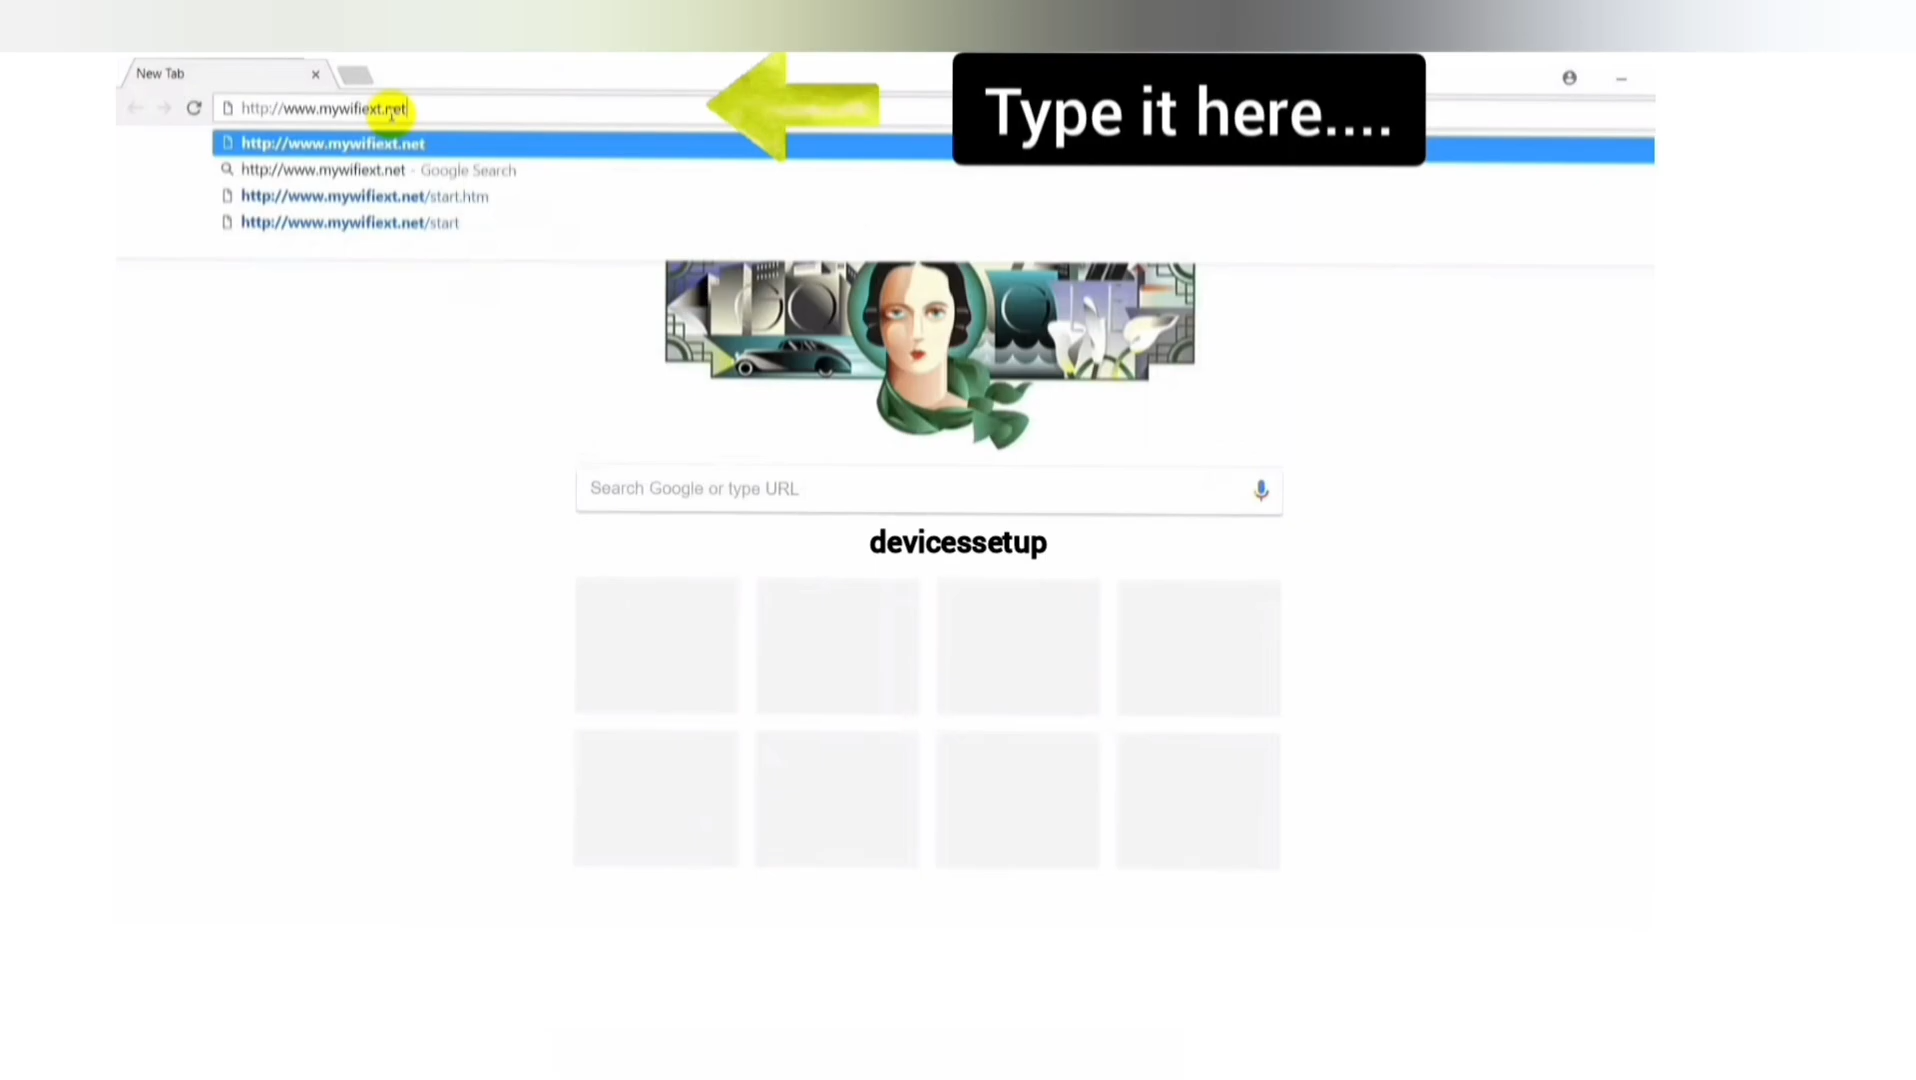 New Tab
http://www.mywifiext.net
Type it here....
http://www.mywifiext.net
http://www.mywifiext.net - Google Search
http://www.mywifiext.net/start.htm
http://www.mywifiext.net/start
Search Google or type URL
devicessetup